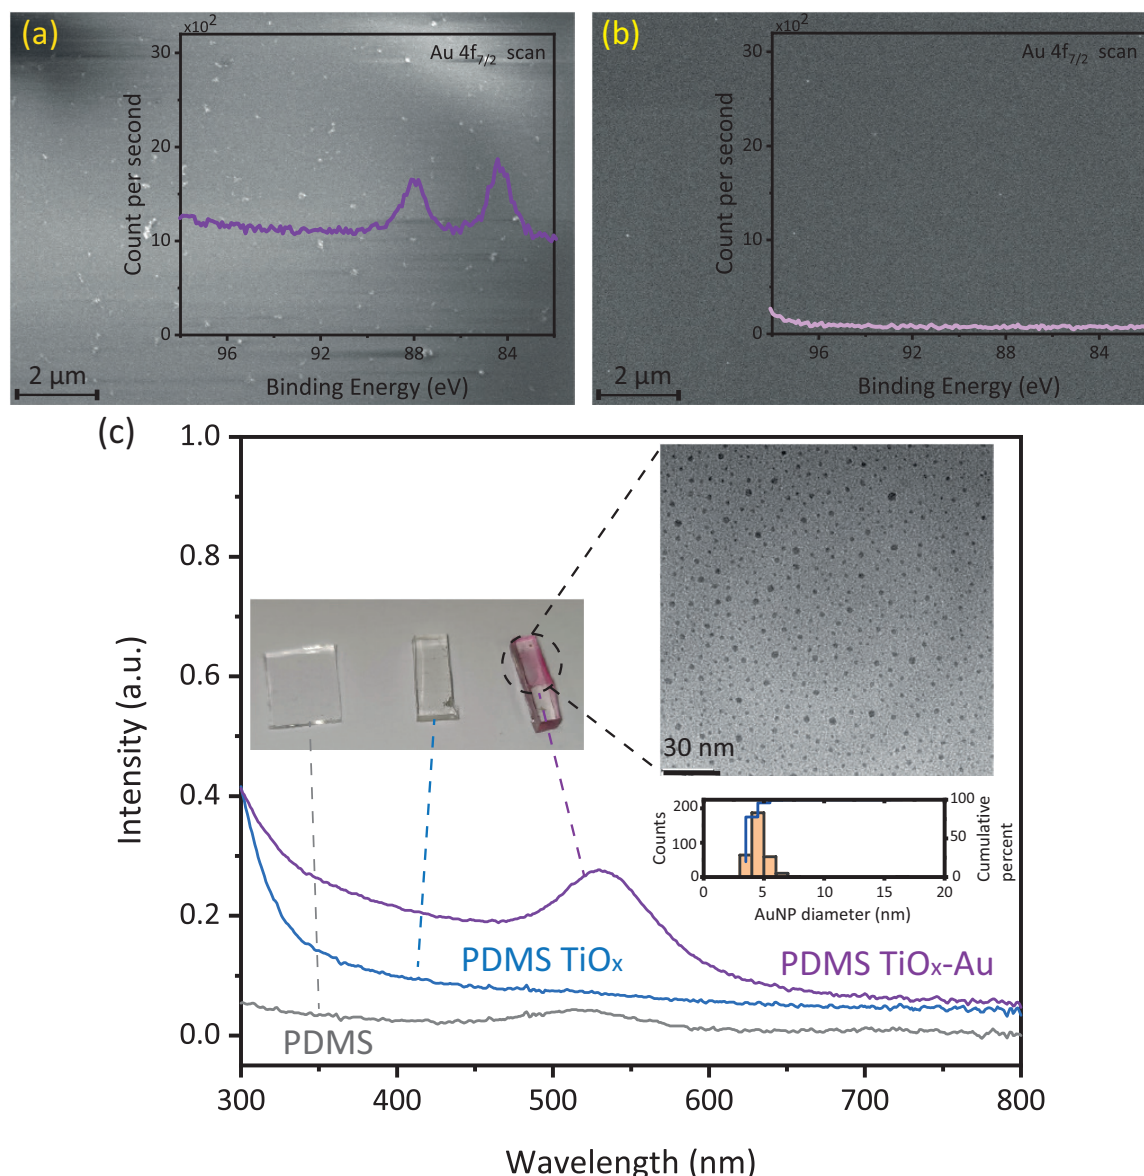 (a)
x10²
Au 4f7/2 scan
30
20
10
0
Count per second
96 92 88 84
Binding Energy (eV)
2 μm
(b)
x10²
Au 4f7/2 scan
30
20
10
0
Count per second
96 92 88 84
Binding Energy (eV)
2 μm
(c)
1.0
0.8
0.6
0.4
0.2
0.0
Intensity (a.u.)
30 nm
200
100
0
Counts
100
50
0
Cumulative
percent
0 5 10 15 20
AuNP diameter (nm)
PDMS TiOx
PDMS TiOx-Au
PDMS
300 400 500 600 700 800
Wavelength (nm)